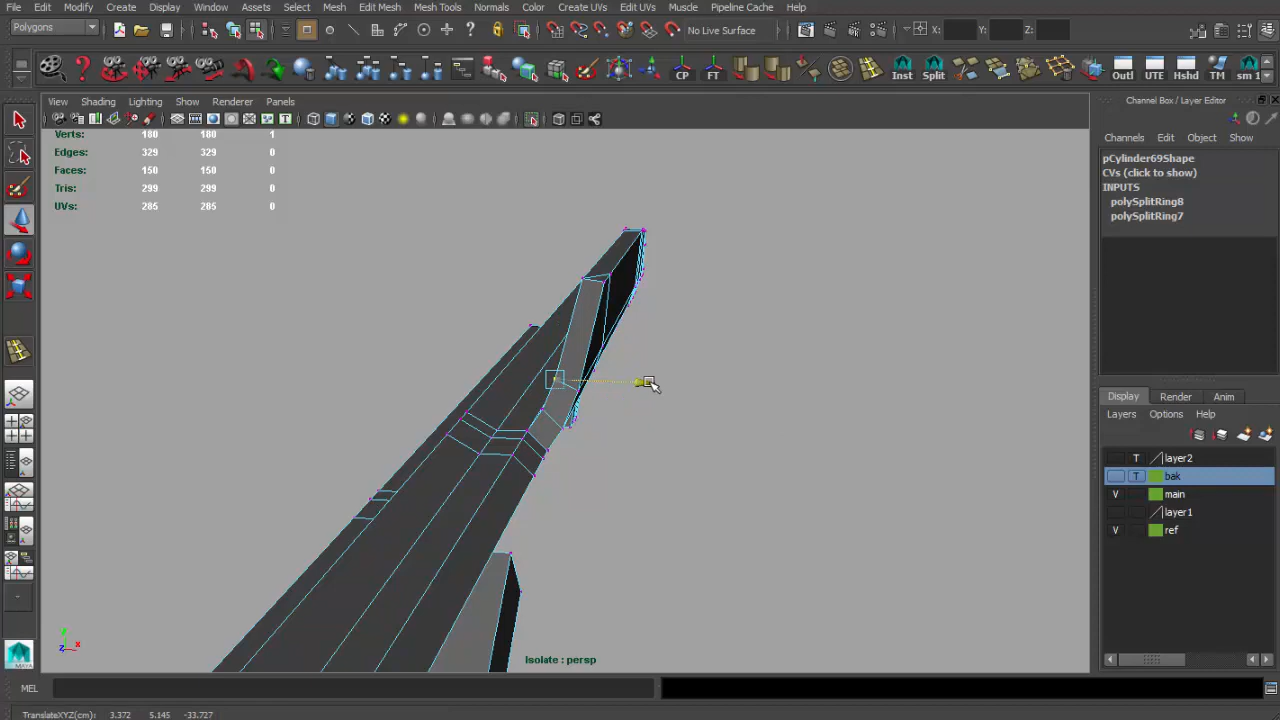 File Edit Modify Create Display Window Assets Select Mesh Edit Mesh Mesh Tools Normals Color Create UVs Edit UVs Muscle Pipeline Cache Help
Polygons No Live Surface X: Y: Z:
CP FT Inst Split Outl UTE Hshd TM sm 1
View Shading Lighting Show Renderer Panels
Channel Box / Layer Editor
Verts: 180 180 1
Edges: 329 329 0
Faces: 150 150 0
Tris: 299 299 0
UVs: 285 285 0
Channels Edit Object Show
pCylinder69Shape
CVs (click to show)
INPUTS
polySplitRing8
polySplitRing7
Display Render Anim
Layers Options Help
T layer2
T bak
V main
layer1
V ref
y x z
Isolate : persp
MAYA
MEL
TranslateXYZ(cm): 3.372 5.145 -33.727